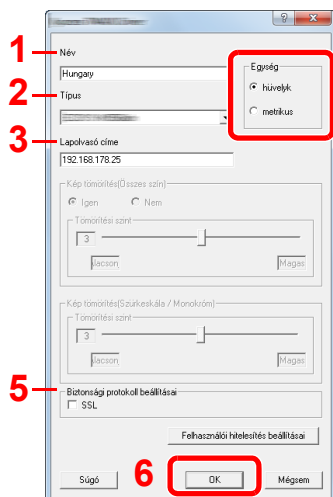 1
Név
Hungary
Egység
hüvelyk
metrikus
2
Típus
3
Lapolvasó címe
192.168.178.25
Kép tömörítés(Összes szín)
Igen
Nem
Tömörítési szint
3
Alacson
Magas
Kép tömörítés(Szürkeskála / Monokróm)
Tömörítési szint
3
Alacson
Magas
5
Biztonsági protokoll beállításai
SSL
Felhasználói hitelesítés beállításai
Súgó
6
OK
Mégsem